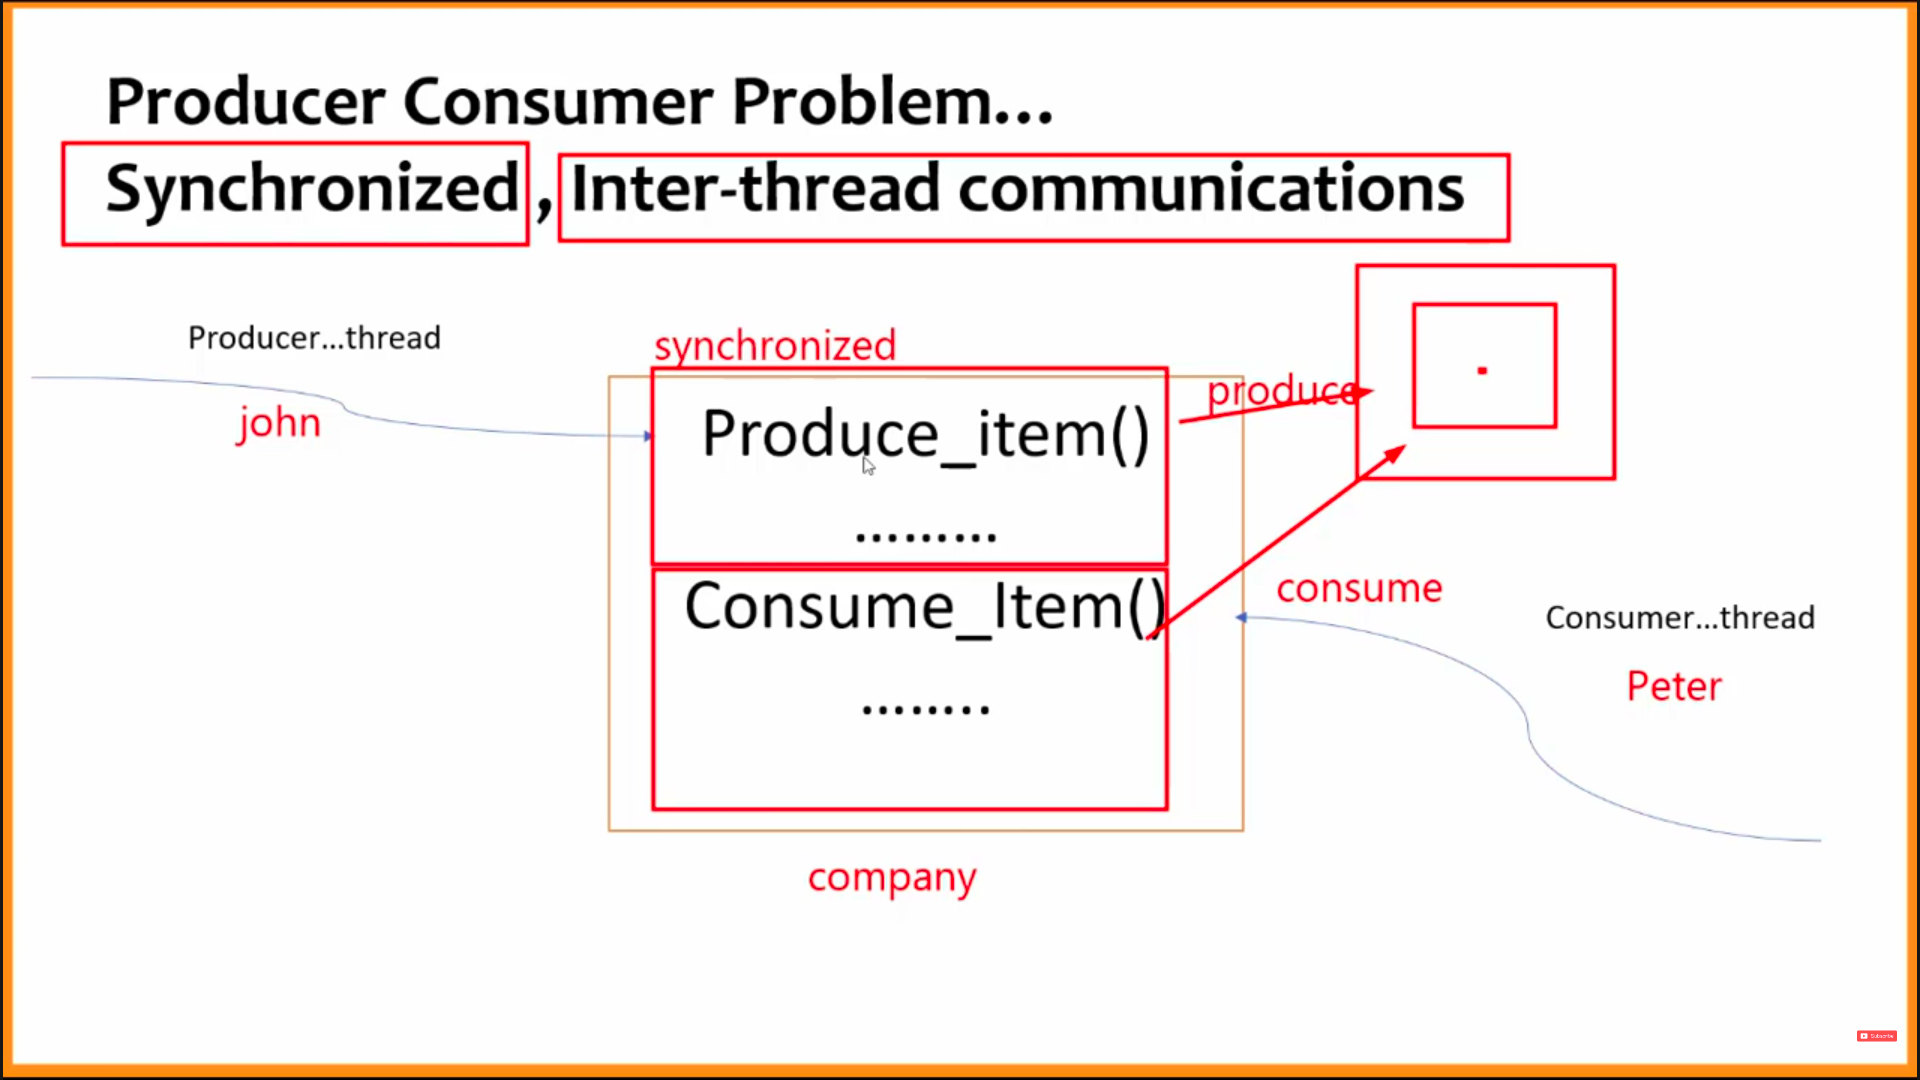 Producer Consumer Problem...
Synchronized , Inter-thread communications
Producer...thread
john
synchronized
Produce_item()
.........
produce
Consume_Item()
........
consume
Consumer...thread
Peter
company
Subscribe